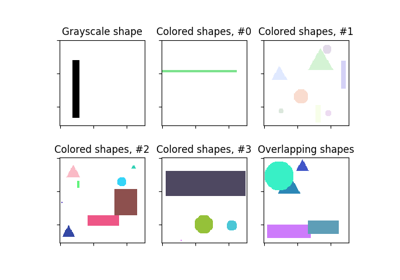 Grayscale shape
Colored shapes, #0
Colored shapes, #1
Colored shapes, #2
Colored shapes, #3
Overlapping shapes